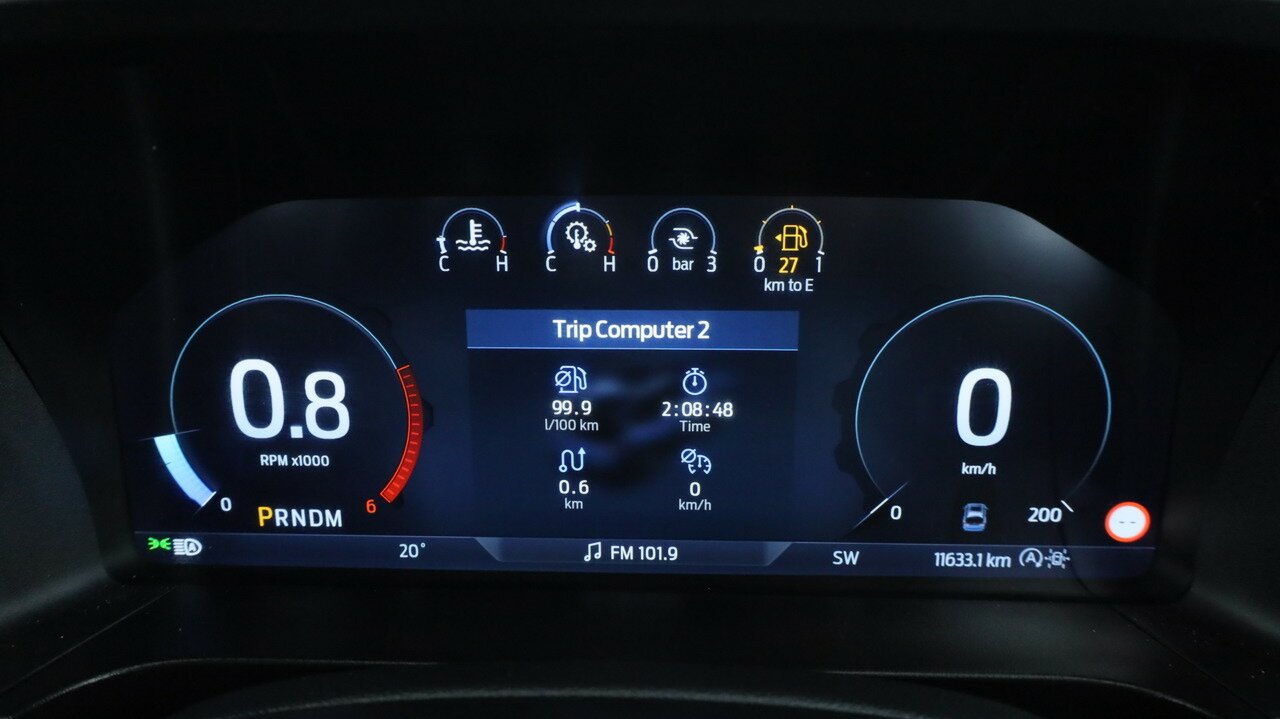 C H
C H
0 bar 3
0 27 1
km to E
Trip Computer 2
99.9
l/100 km
2:08:48
Time
0.6
km
0
km/h
0.8
RPM x1000
0
6
PRNDM
0
km/h
0
200
--
A
20°
FM 101.9
SW
11633.1 km
A